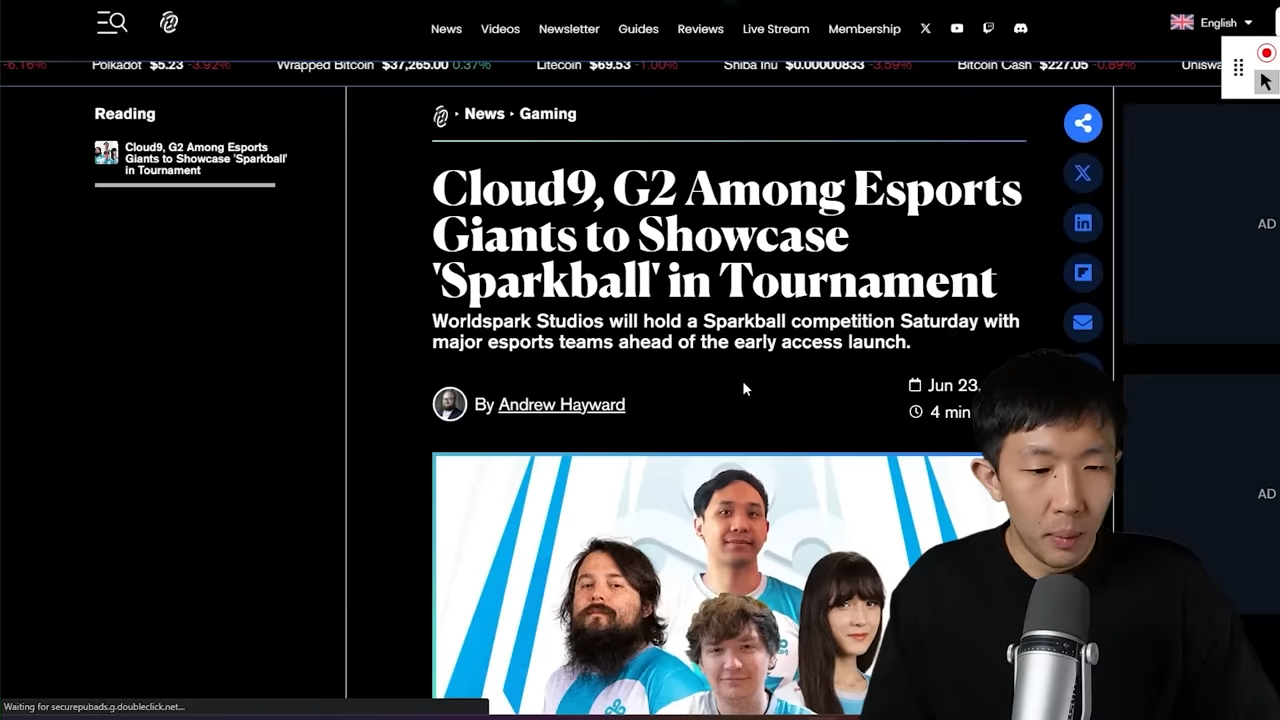 News Videos Newsletter Guides Reviews Live Stream Membership English
-6.16% Polkadot $5.23 -3.92% Wrapped Bitcoin $37,265.00 0.37% Litecoin $69.53 -1.00% Shiba Inu $0.00000833 -3.59% Bitcoin Cash $227.05 -0.89%
Reading
Cloud9, G2 Among Esports
Giants to Showcase 'Sparkball'
in Tournament
News Gaming
Cloud9, G2 Among Esports
Giants to Showcase
'Sparkball' in Tournament
Worldspark Studios will hold a Sparkball competition Saturday with
major esports teams ahead of the early access launch.
By Andrew Hayward
Jun 23,
4 min
AD
AD
Waiting for securepubads.g.doubleclick.net...